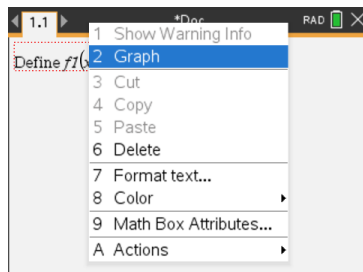 1.1 *Doc RAD
Define f1(x
1 Show Warning Info
2 Graph
3 Cut
4 Copy
5 Paste
6 Delete
7 Format text...
8 Color
9 Math Box Attributes...
A Actions